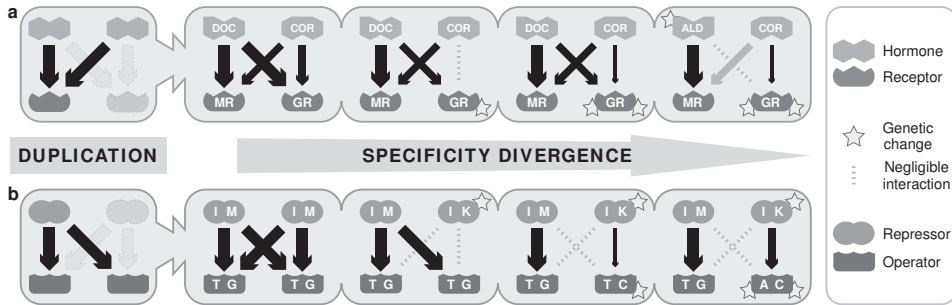 a
DOC COR DOC COR DOC COR ALD COR
MR GR MR GR MR GR MR GR
Hormone
Receptor
Genetic
change
Negligible
interaction
DUPLICATION SPECIFICITY DIVERGENCE
b
I M I M I M I K I M I K I M I K
T G T G T G T G T G T C T G A C
Repressor
Operator